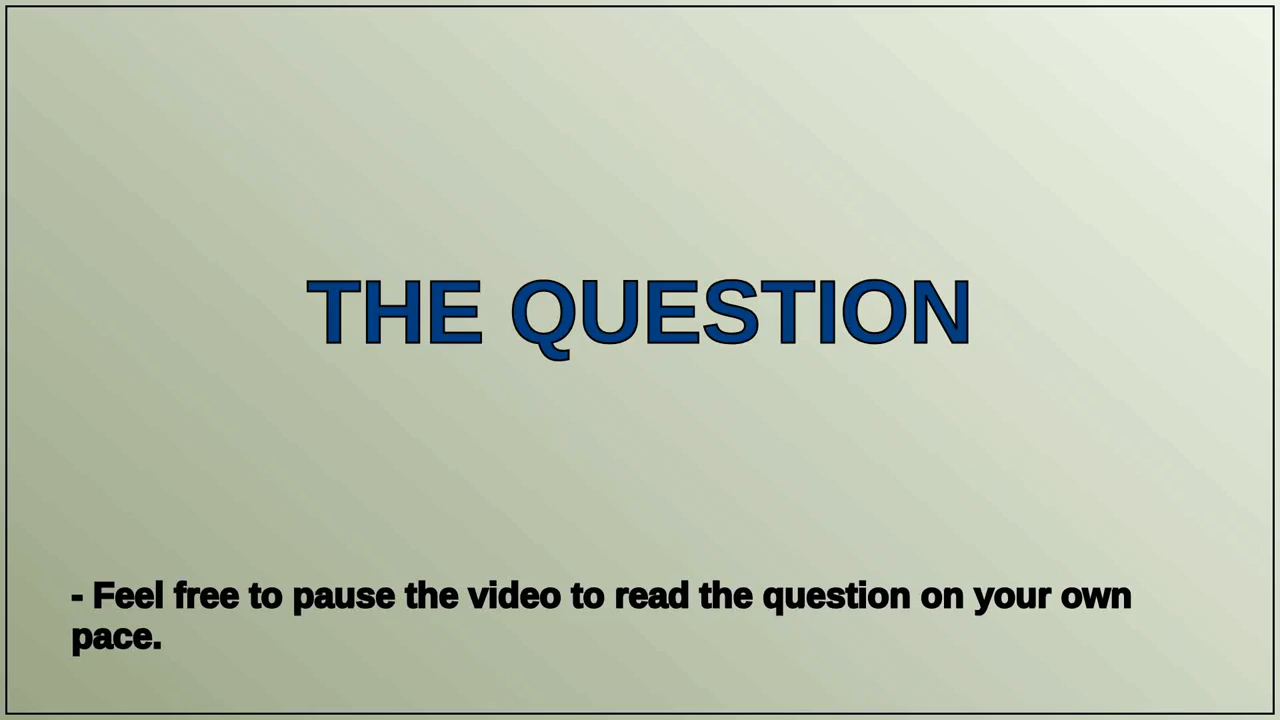 THE QUESTION
- Feel free to pause the video to read the question on your own
pace.